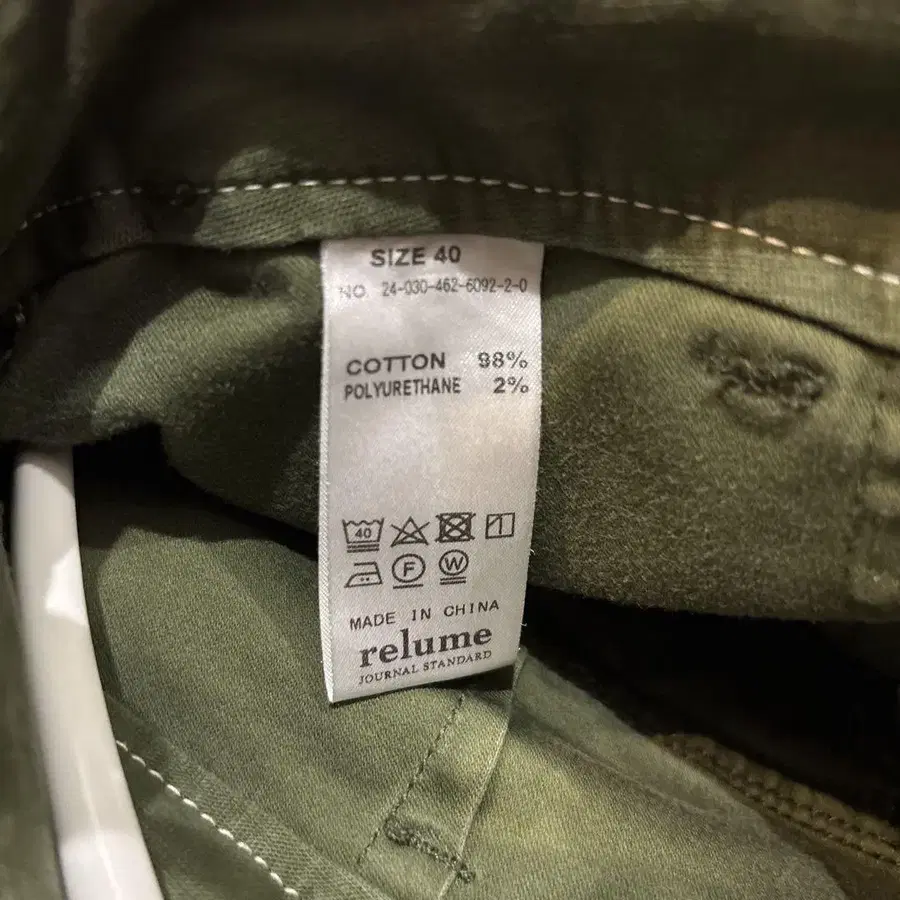 SIZE 40
NO. 24-030-462-6092-2-0
COTTON 98%
POLYURETHANE 2%
40
F W
MADE IN CHINA
relume
JOURNAL STANDARD